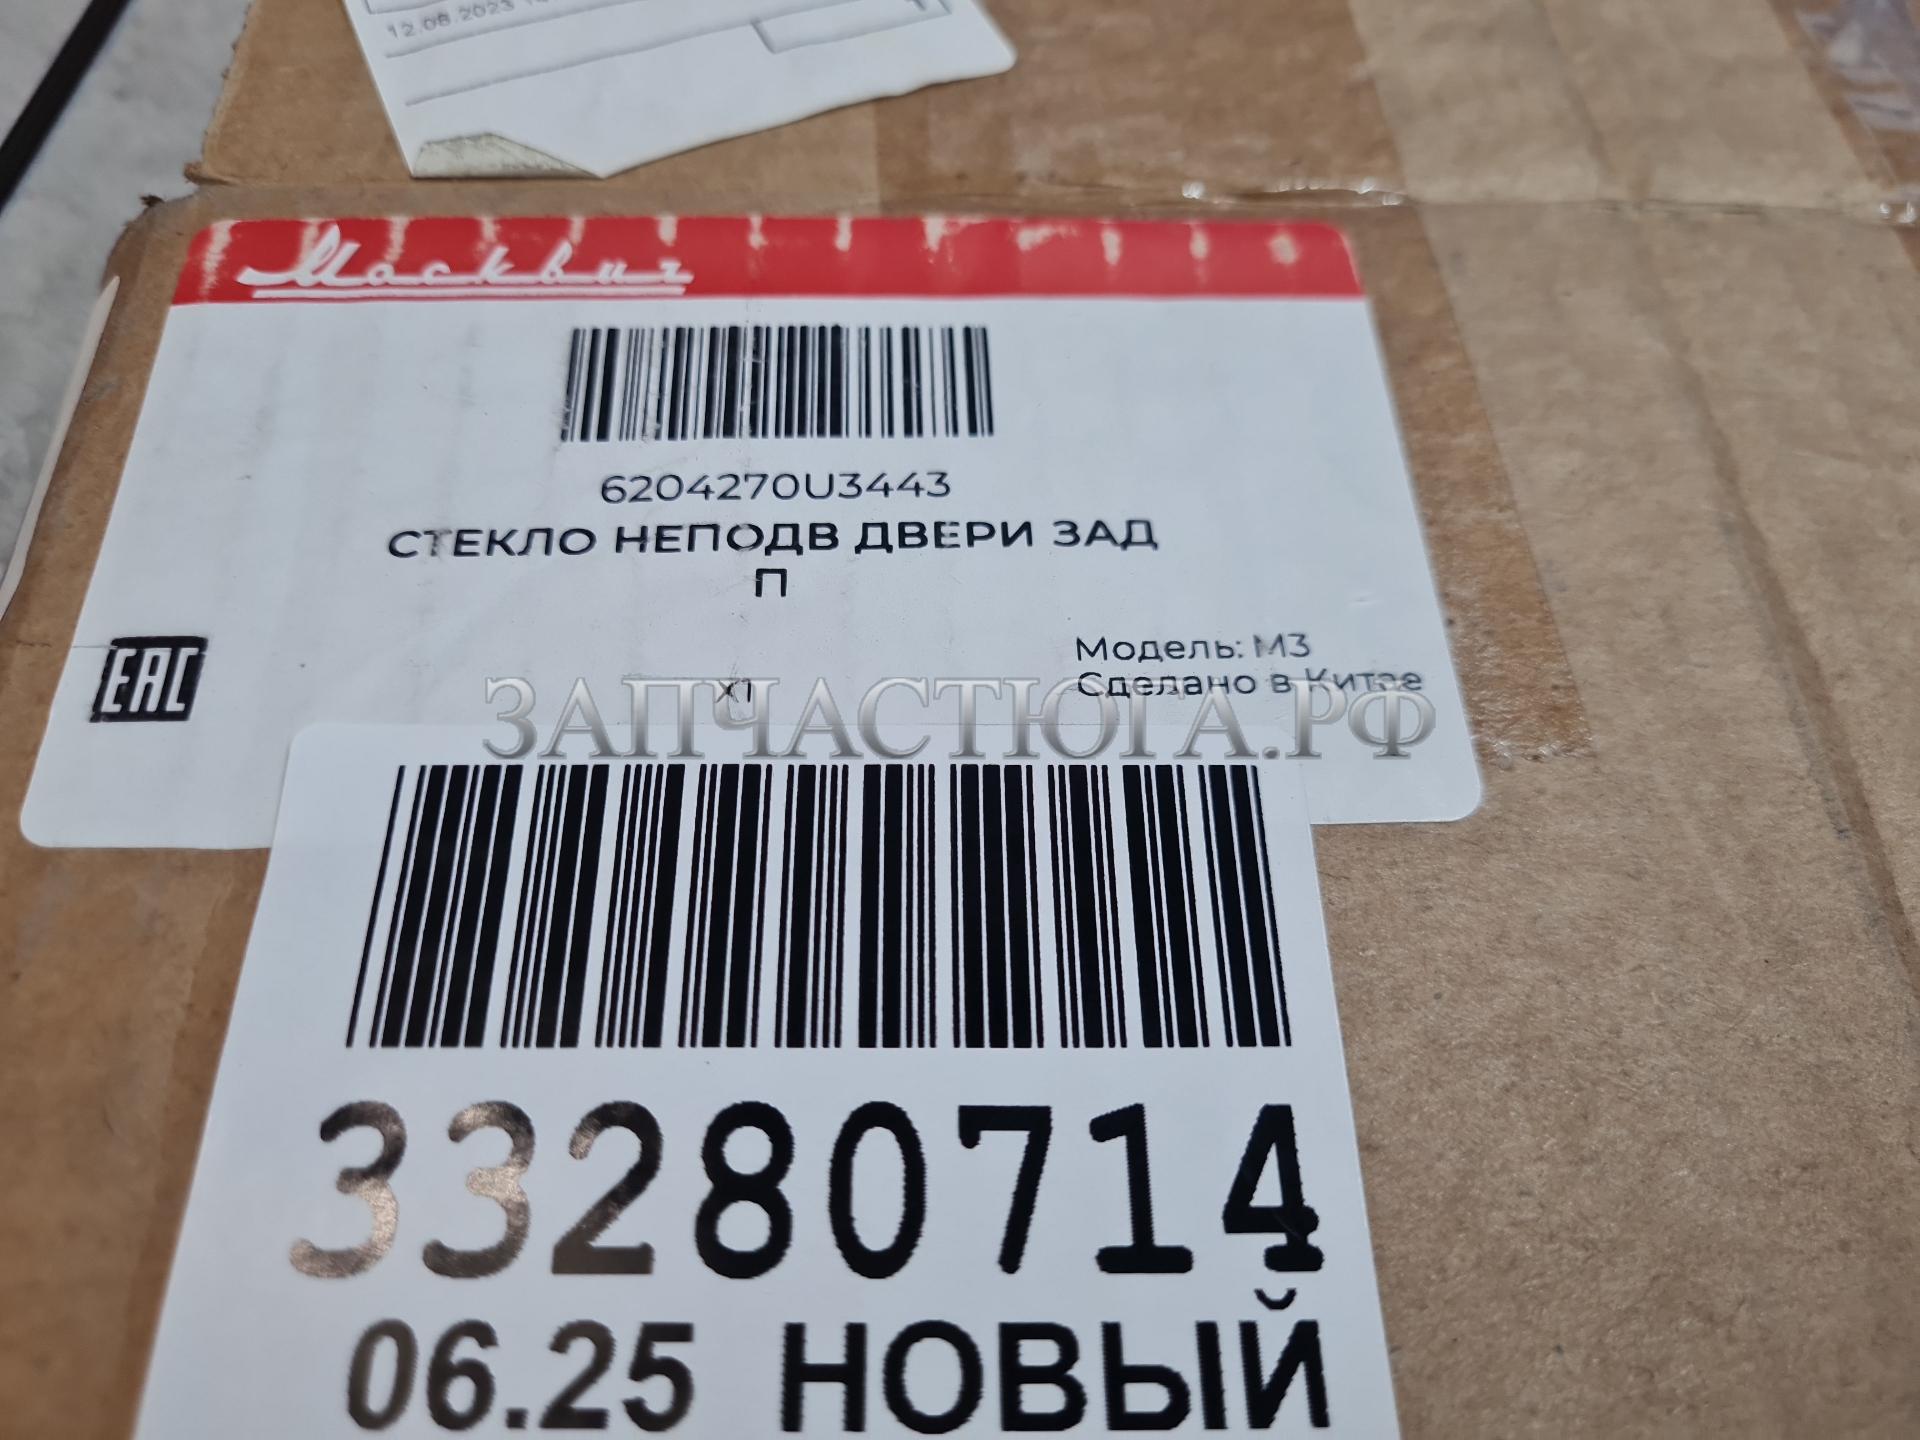 12.08.2023
Москвич
6204270U3443
СТЕКЛО НЕПОДВ ДВЕРИ ЗАД
П
EAC
Модель: М3
X1
Сделано в Китае
ЗАПЧАСТЮГА.РФ
33280714
06.25 НОВЫЙ